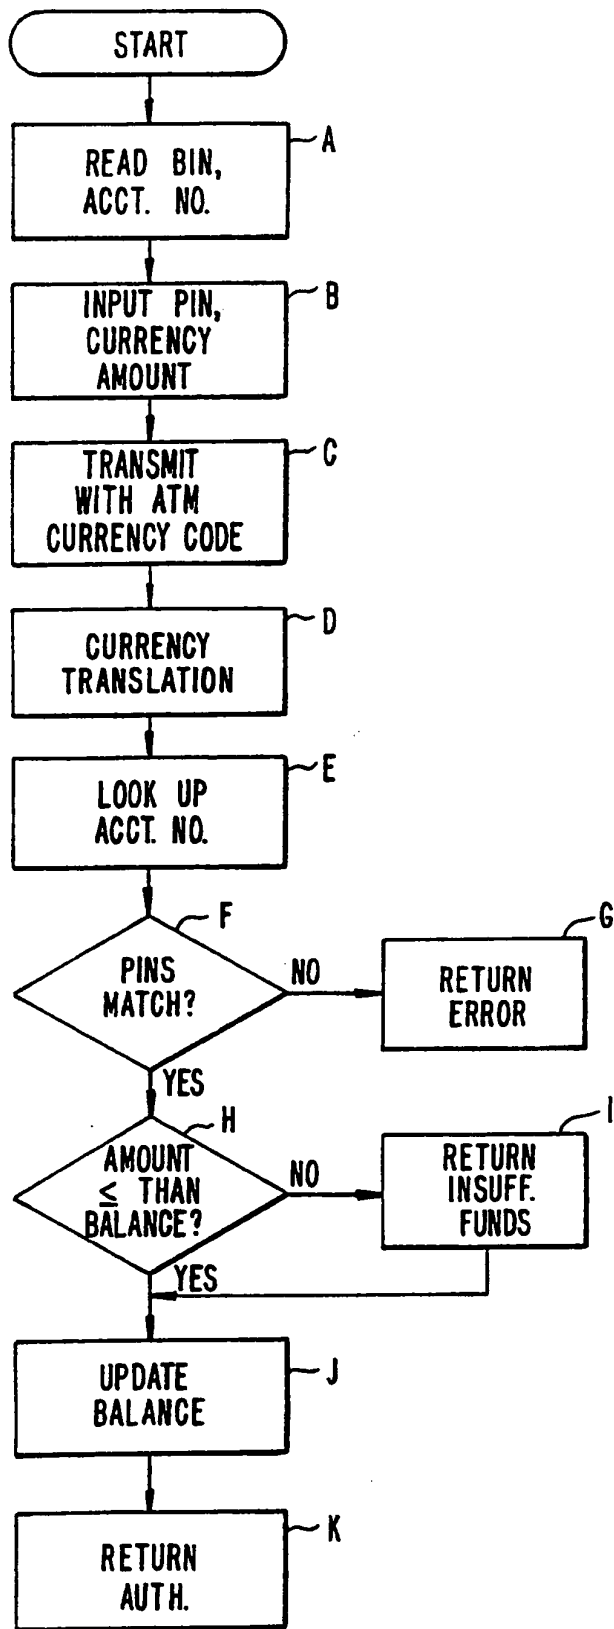 START
A
READ BIN,
ACCT. NO.
B
INPUT PIN,
CURRENCY
AMOUNT
C
TRANSMIT
WITH ATM
CURRENCY CODE
D
CURRENCY
TRANSLATION
E
LOOK UP
ACCT. NO.
F
PINS
MATCH?
NO
G
RETURN
ERROR
YES
H
AMOUNT
≤ THAN
BALANCE?
NO
I
RETURN
INSUFF.
FUNDS
YES
J
UPDATE
BALANCE
K
RETURN
AUTH.